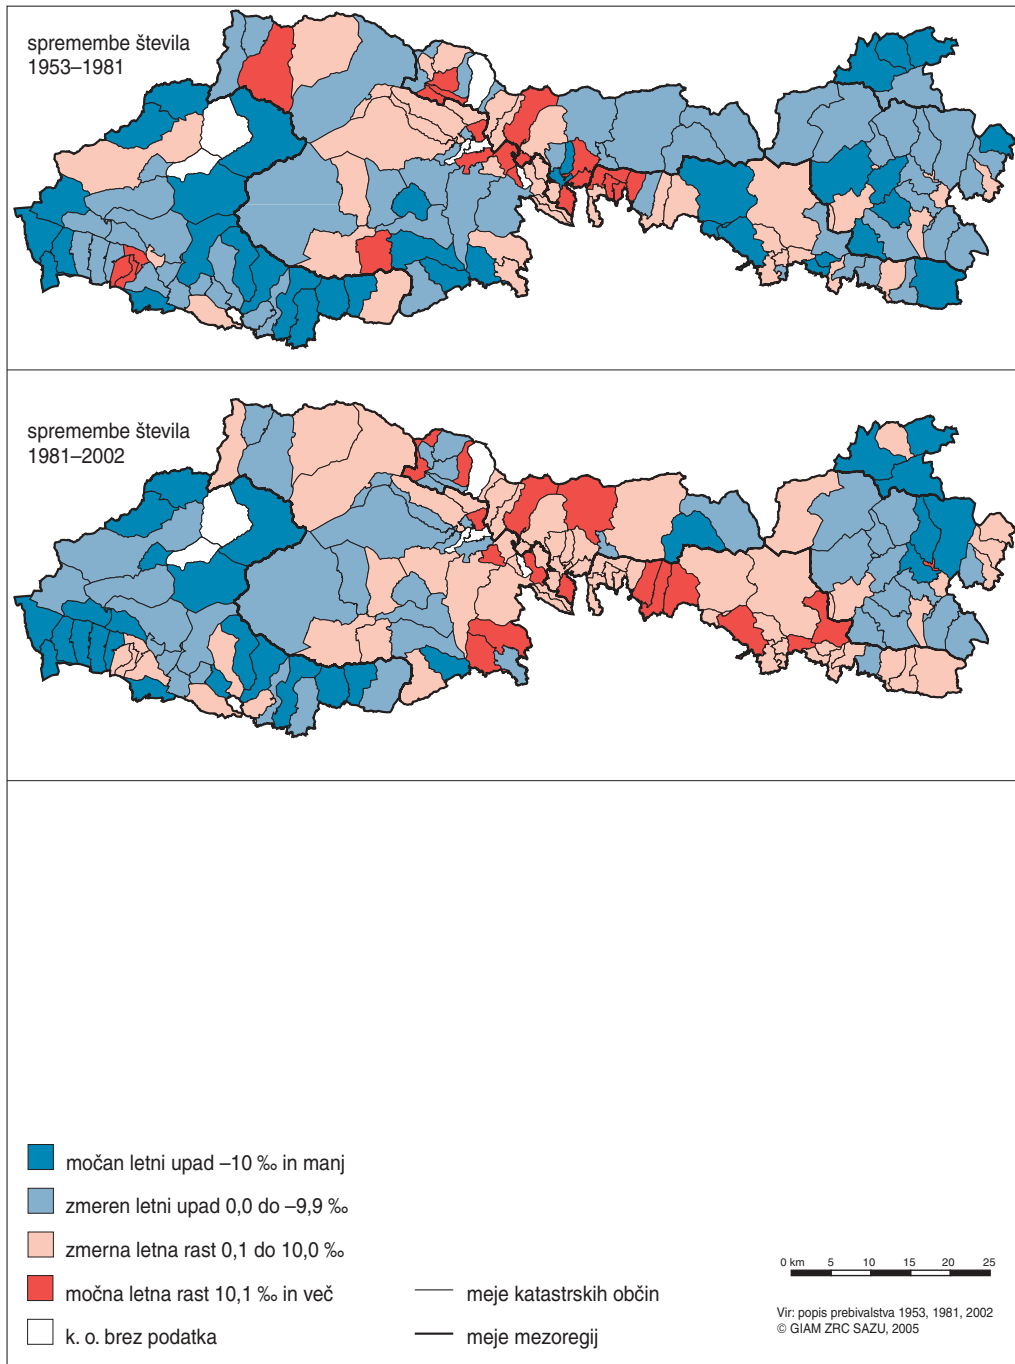 spremembe števila
1953–1981
spremembe števila
1981–2002
močan letni upad –10 ‰ in manj
zmeren letni upad 0,0 do –9,9 ‰
zmerna letna rast 0,1 do 10,0 ‰
močna letna rast 10,1 ‰ in več
k. o. brez podatka
meje katastrskih občin
meje mezoregij
0 km 5 10 15 20 25
Vir: popis prebivalstva 1953, 1981, 2002
© GIAM ZRC SAZU, 2005